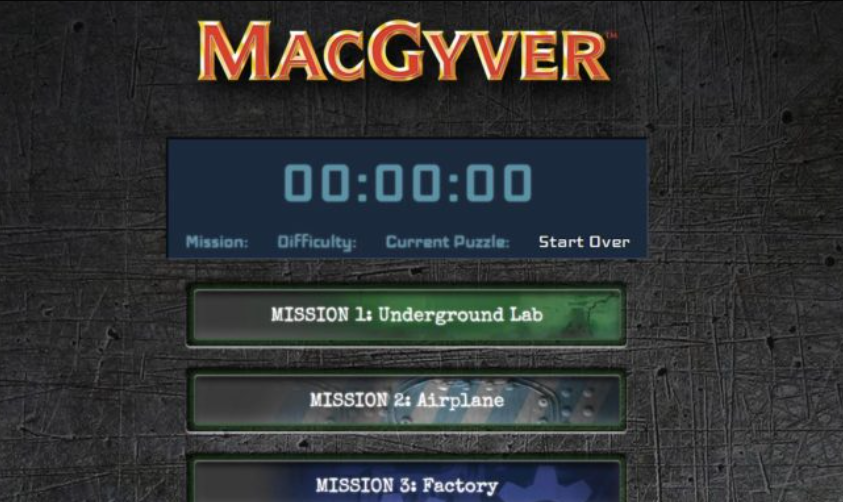 MACGYVER™
00:00:00
Mission: Difficulty: Current Puzzle: Start Over
MISSION 1: Underground Lab
MISSION 2: Airplane
MISSION 3: Factory